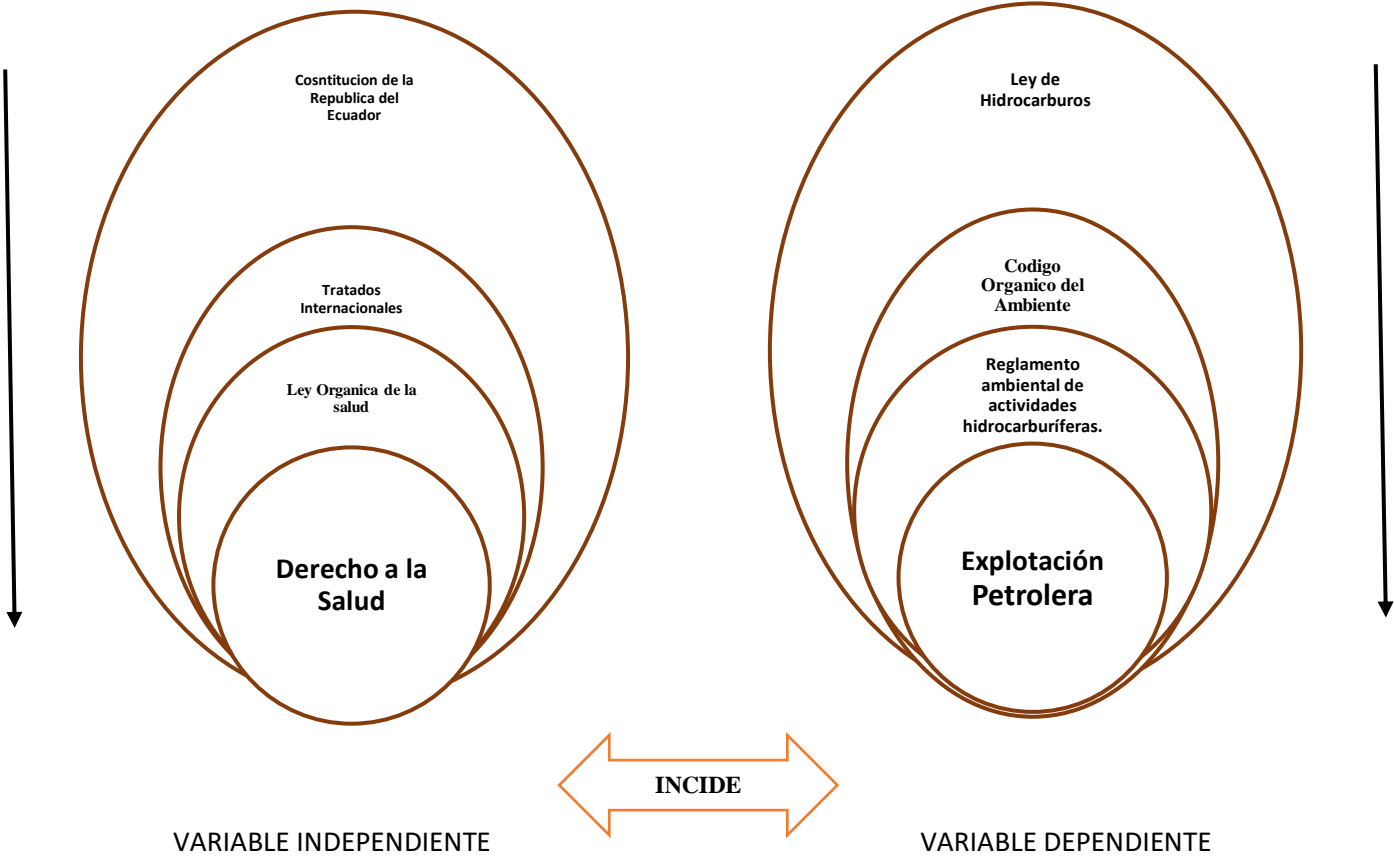 Cosntitucion de la
Republica del
Ecuador
Tratados
Internacionales
Ley Organica de la
salud
Derecho a la
Salud
Ley de
Hidrocarburos
Codigo
Organico del
Ambiente
Reglamento
ambiental de
actividades
hidrocarburíferas.
Explotación
Petrolera
INCIDE
VARIABLE INDEPENDIENTE
VARIABLE DEPENDIENTE